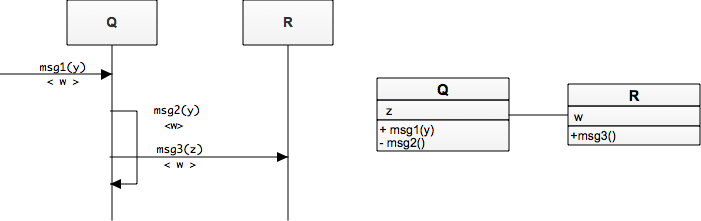 Q
R
msg1(y)
< w >
msg2(y)
<w>
msg3(z)
< w >
Q
z
+ msg1(y)
- msg2()
R
w
+msg3()